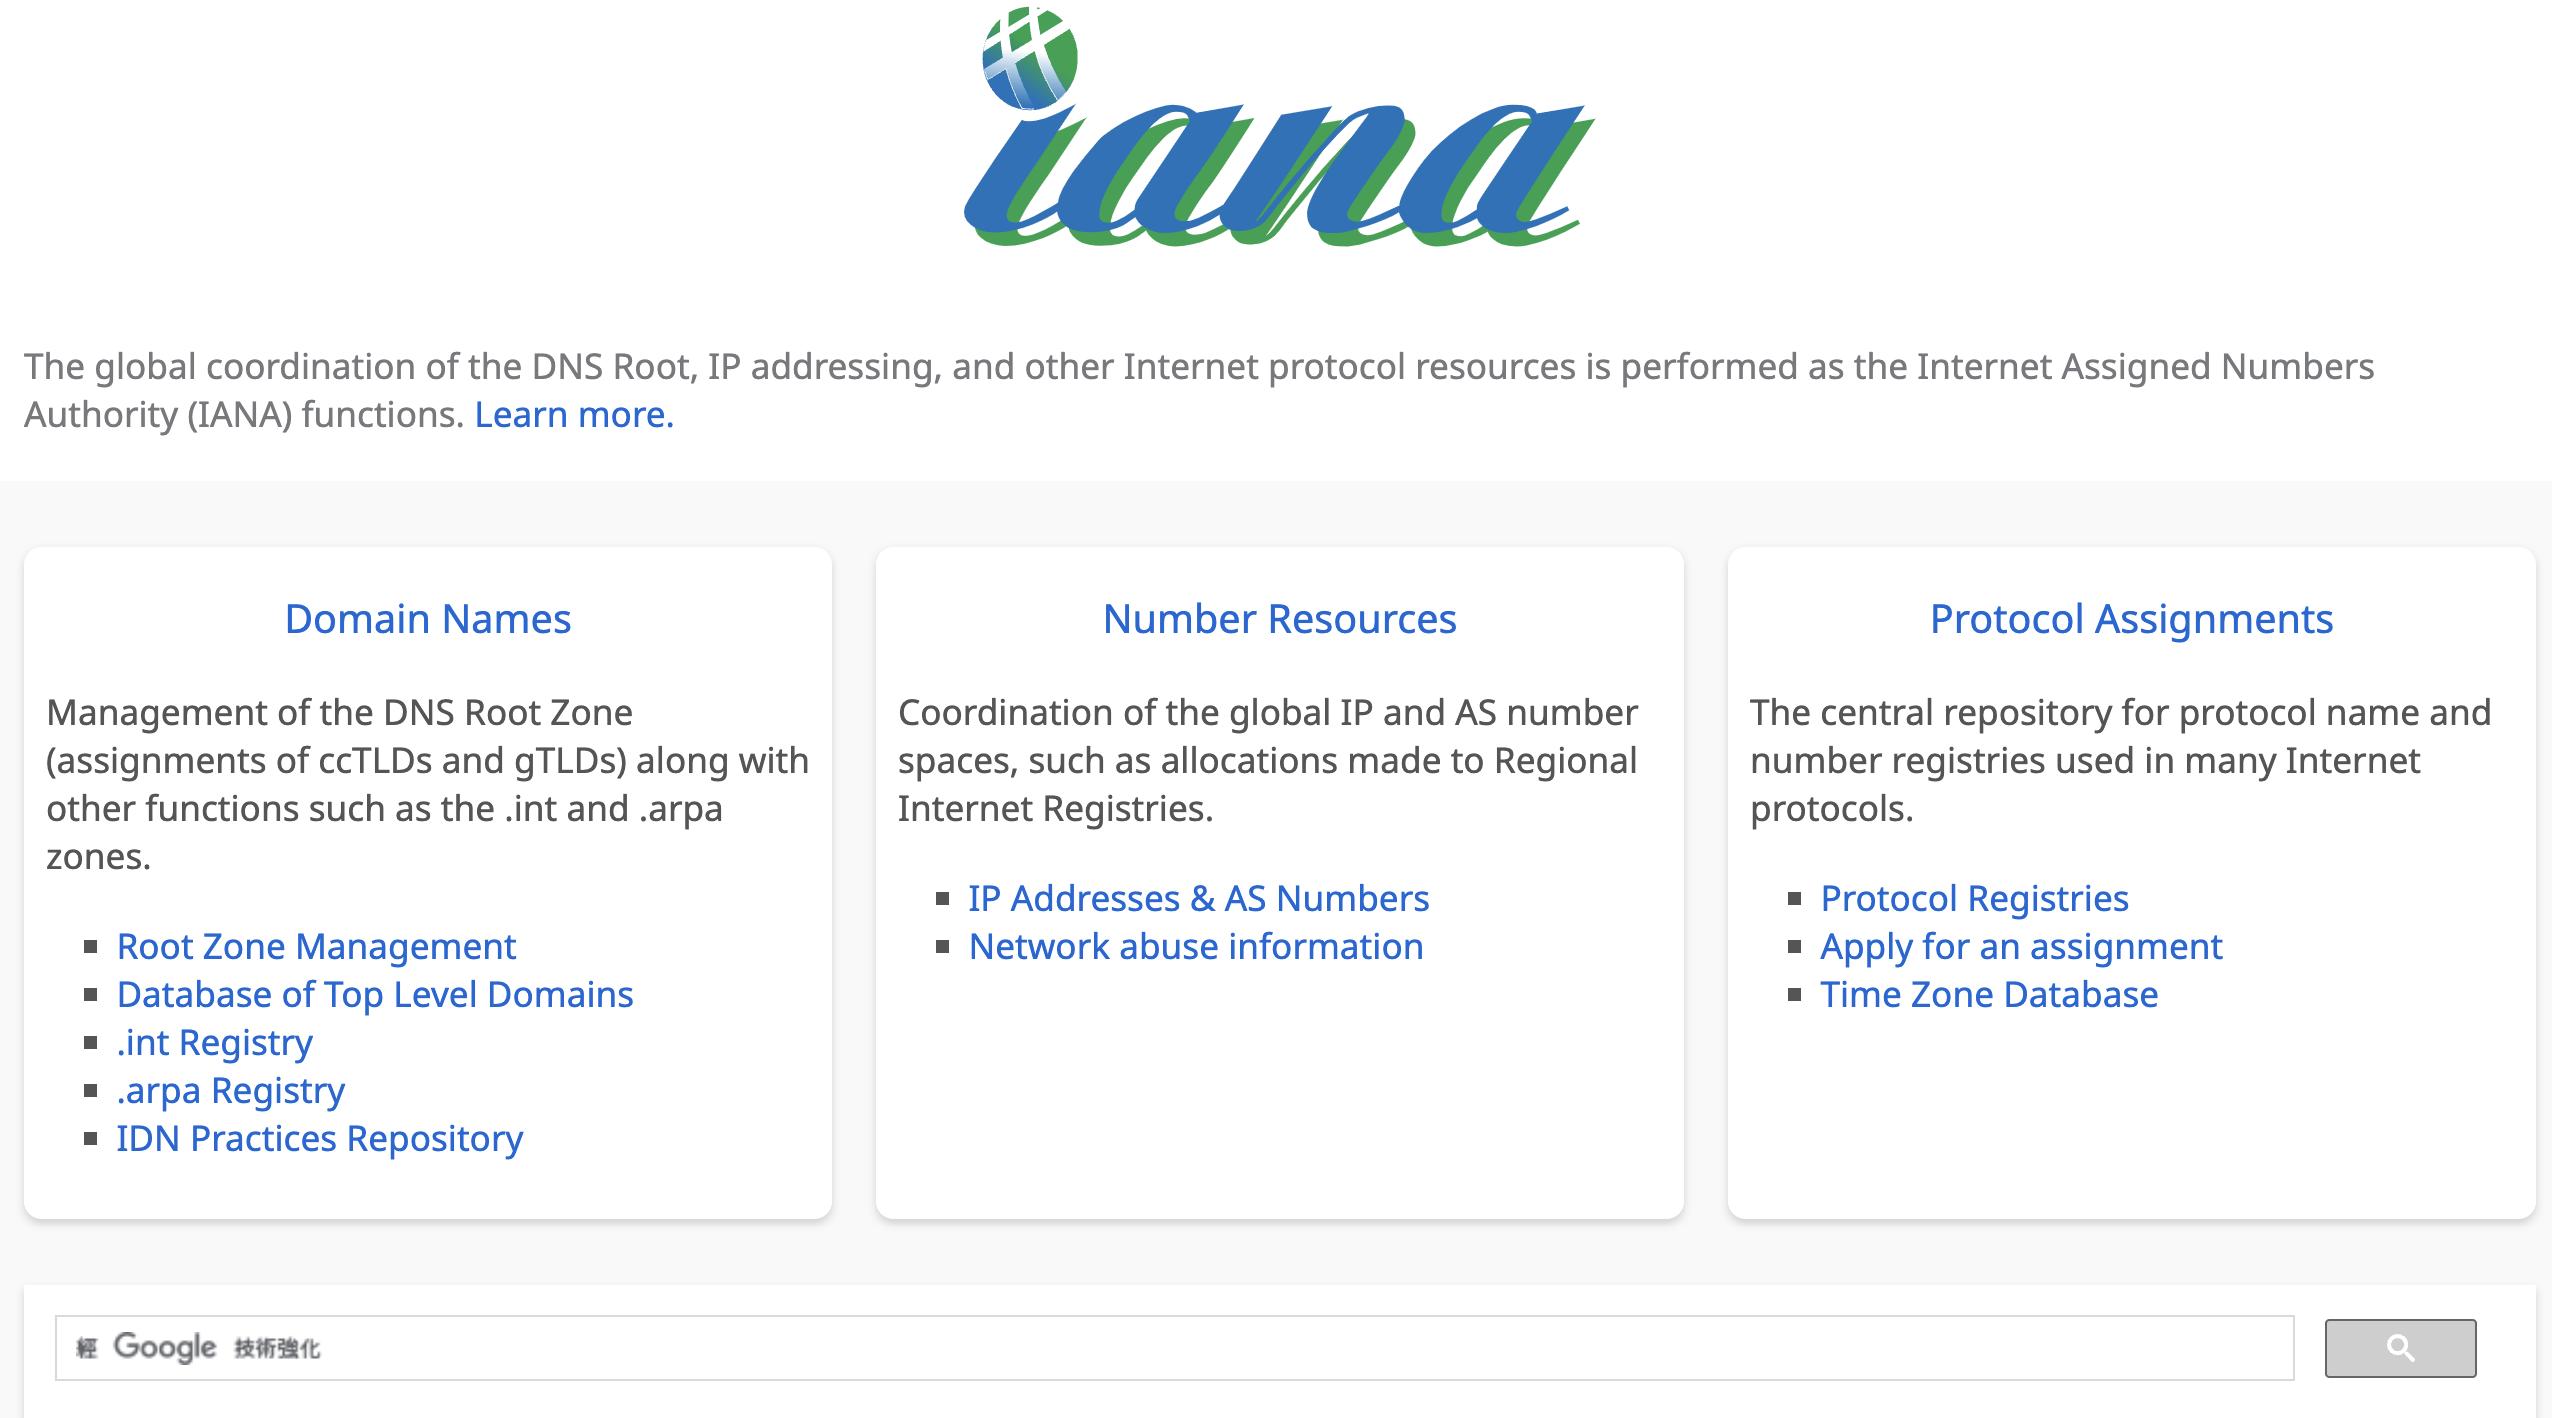 iana
The global coordination of the DNS Root, IP addressing, and other Internet protocol resources is performed as the Internet Assigned Numbers
Authority (IANA) functions. Learn more.
Domain Names
Management of the DNS Root Zone
(assignments of ccTLDs and gTLDs) along with
other functions such as the .int and .arpa
zones.
Root Zone Management
Database of Top Level Domains
.int Registry
.arpa Registry
IDN Practices Repository
Number Resources
Coordination of the global IP and AS number
spaces, such as allocations made to Regional
Internet Registries.
IP Addresses & AS Numbers
Network abuse information
Protocol Assignments
The central repository for protocol name and
number registries used in many Internet
protocols.
Protocol Registries
Apply for an assignment
Time Zone Database
經 Google 技術強化